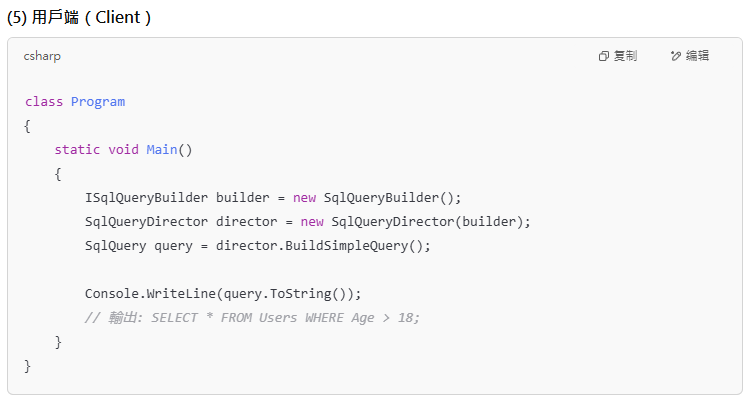 (5) 用戶端（Client）
csharp 复制 编辑
class Program
{
    static void Main()
    {
        ISqlQueryBuilder builder = new SqlQueryBuilder();
        SqlQueryDirector director = new SqlQueryDirector(builder);
        SqlQuery query = director.BuildSimpleQuery();

        Console.WriteLine(query.ToString());
        // 輸出: SELECT * FROM Users WHERE Age > 18;
    }
}